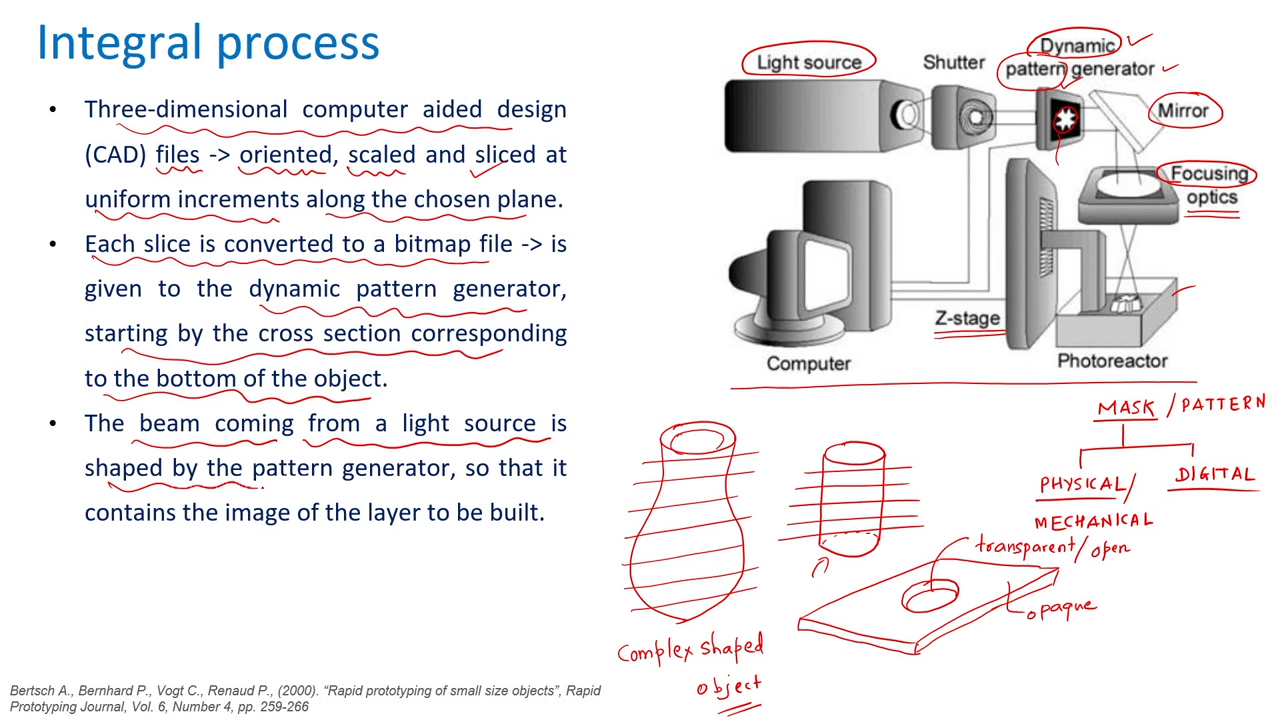 Integral process
• Three-dimensional computer aided design
(CAD) files -> oriented, scaled and sliced at
uniform increments along the chosen plane.
• Each slice is converted to a bitmap file -> is
given to the dynamic pattern generator,
starting by the cross section corresponding
to the bottom of the object.
• The beam coming from a light source is
shaped by the pattern generator, so that it
contains the image of the layer to be built.
Bertsch A., Bernhard P., Vogt C., Renaud P., (2000). “Rapid prototyping of small size objects”, Rapid
Prototyping Journal, Vol. 6, Number 4, pp. 259-266
Light source
Shutter
Dynamic
pattern generator
Mirror
Focusing
optics
Z-stage
Computer
Photoreactor
MASK / PATTERN
PHYSICAL /
MECHANICAL
DIGITAL
transparent/open
opaque
Complex shaped
object